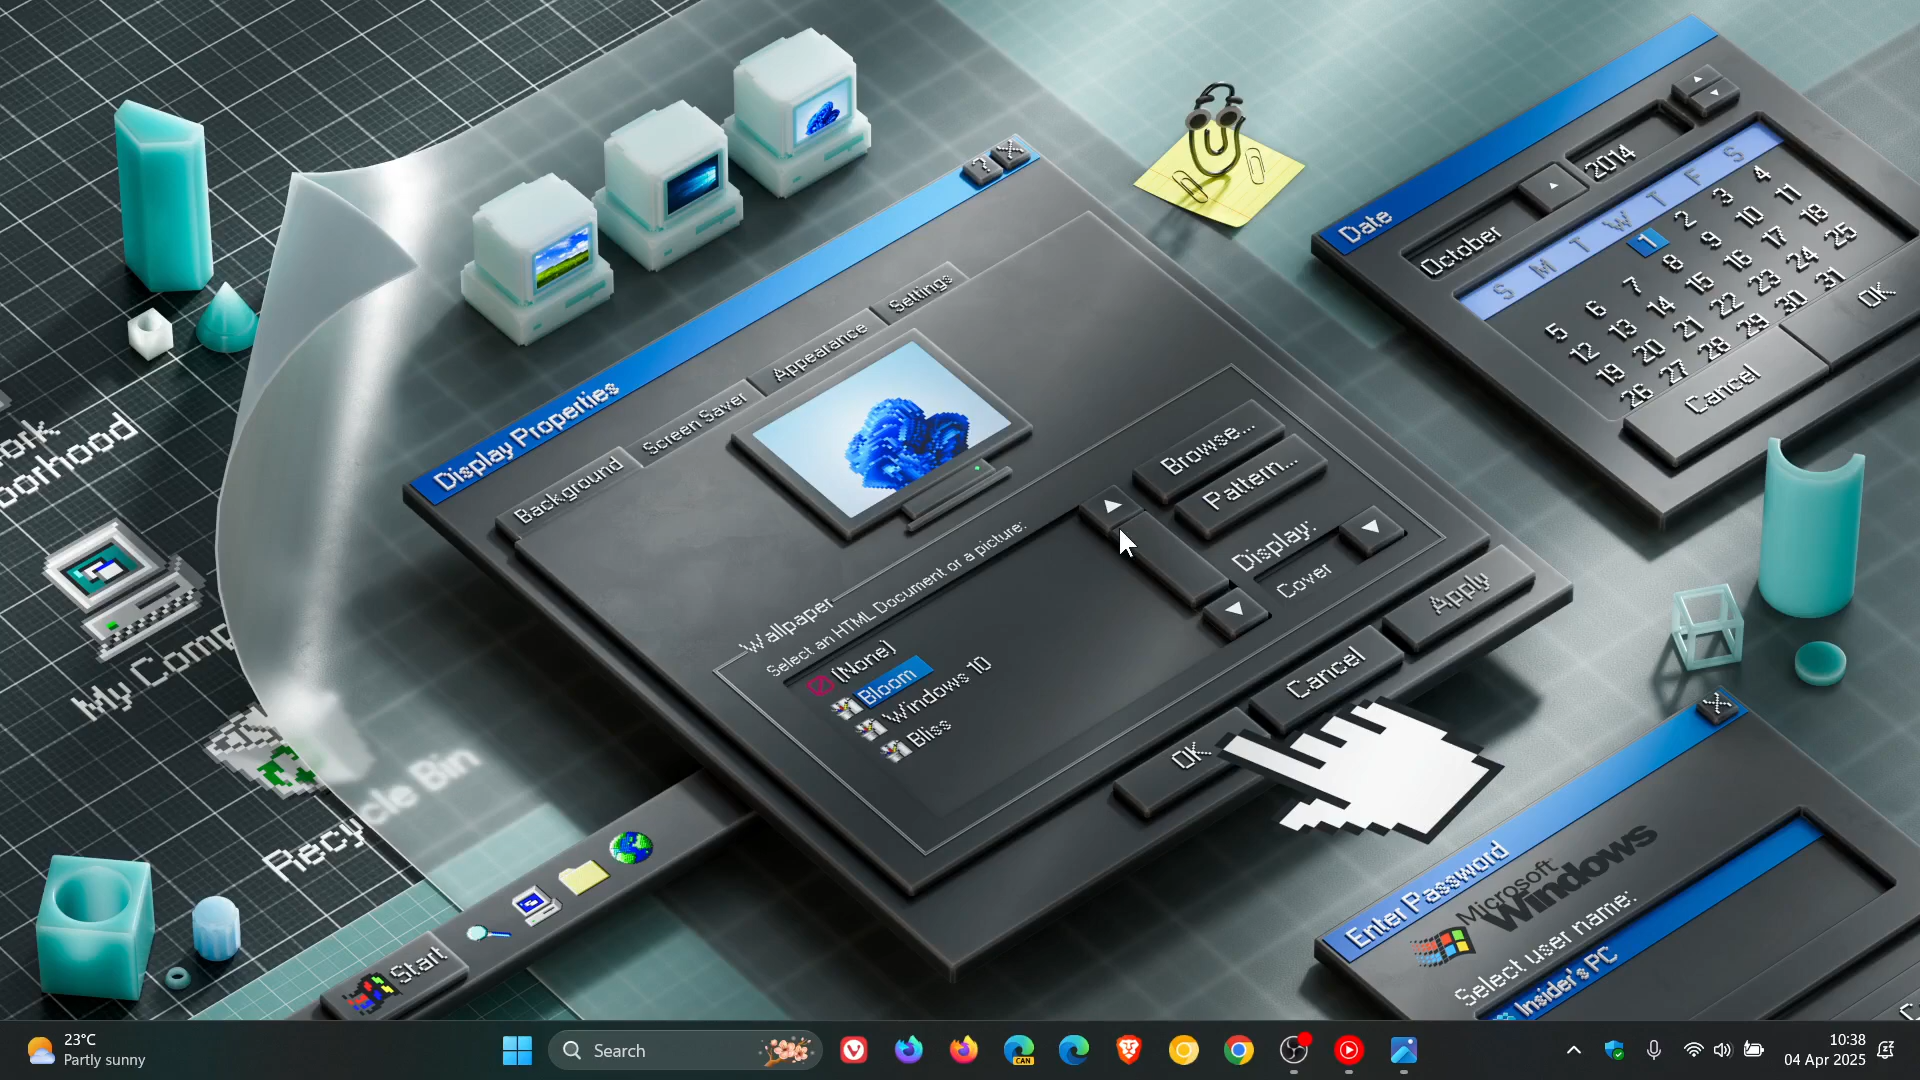 Display Properties
? X
Background
Screen Saver
Appearance
Settings
Wallpaper
Select an HTML Document or a picture:
(None)
Bloom
Windows 10
Bliss
Browse...
Pattern...
Display:
Cover
OK
Cancel
Apply
Date
October
2014
S M T W T F S
1 2 3 4
5 6 7 8 9 10 11
12 13 14 15 16 17 18
19 20 21 22 23 24 25
26 27 28 29 30 31
Cancel
OK
My Comp
Recycle Bin
Start
Enter Password
X
Microsoft
Windows
Select user name:
Insider's PC
23°C
Partly sunny
Search
CAN
10:38
04 Apr 2025